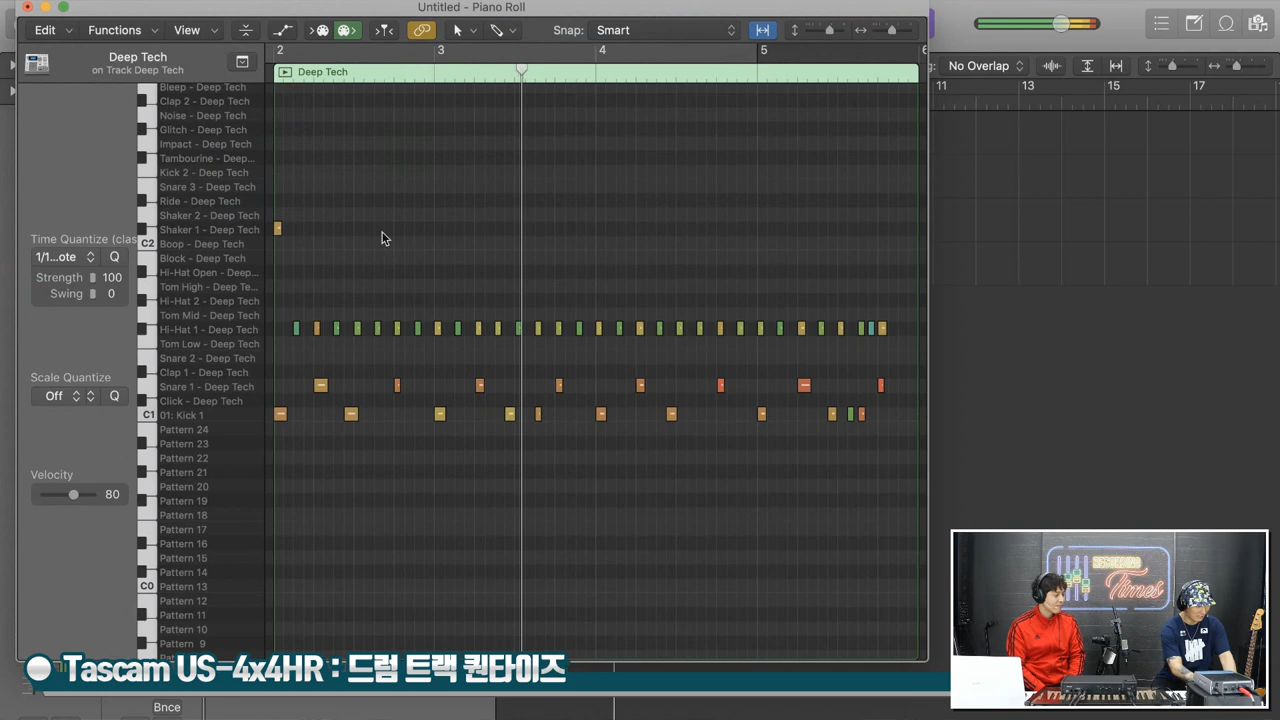 Untitled - Piano Roll
Edit Functions View Snap: Smart
Deep Tech
on Track Deep Tech
2 3 4 5 6
Deep Tech
No Overlap
11 13 15 17
Bleep - Deep Tech
Clap 2 - Deep Tech
Noise - Deep Tech
Glitch - Deep Tech
Impact - Deep Tech
Tambourine - Deep...
Kick 2 - Deep Tech
Snare 3 - Deep Tech
Ride - Deep Tech
Shaker 2 - Deep Tech
Shaker 1 - Deep Tech
C2 Boop - Deep Tech
Block - Deep Tech
Hi-Hat Open - Deep...
Tom High - Deep Te...
Hi-Hat 2 - Deep Tech
Tom Mid - Deep Tech
Hi-Hat 1 - Deep Tech
Tom Low - Deep Tech
Snare 2 - Deep Tech
Clap 1 - Deep Tech
Snare 1 - Deep Tech
Click - Deep Tech
C1 01: Kick 1
Pattern 24
Pattern 23
Pattern 22
Pattern 21
Pattern 20
Pattern 19
Pattern 18
Pattern 17
Pattern 16
Pattern 15
Pattern 14
C0 Pattern 13
Pattern 12
Pattern 11
Pattern 10
Pattern 9
Time Quantize (clas
1/1...ote Q
Strength 100
Swing 0
Scale Quantize
Off Q
Velocity
80
RECORDING
Times
Tascam US-4x4HR : 드럼 트랙 퀀타이즈
Bnce